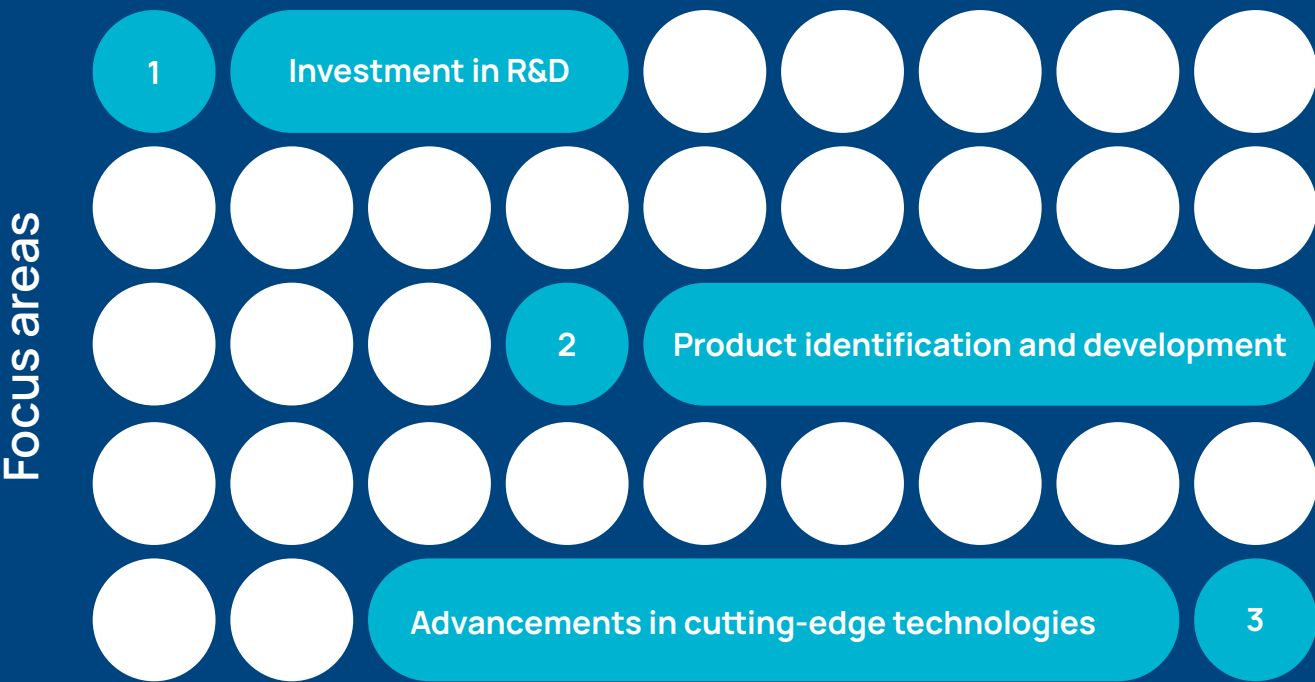 Focus areas
1
Investment in R&D
2
Product identification and development
Advancements in cutting-edge technologies
3